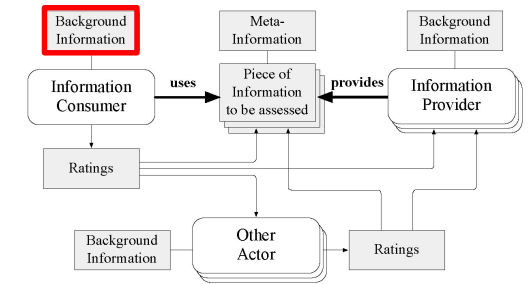 Background
Information
Meta-
Information
Background
Information
Information
Consumer
uses
Piece of
Information
to be assessed
provides
Information
Provider
Ratings
Background
Information
Other
Actor
Ratings